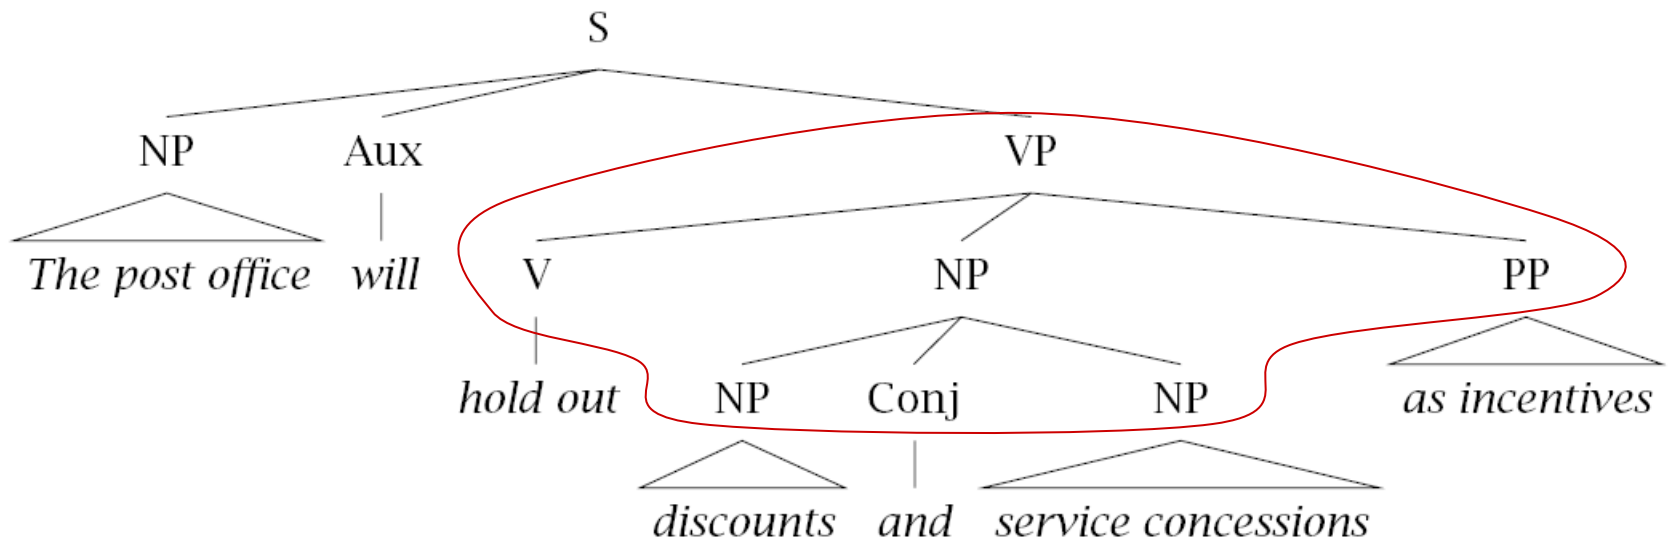 S
NP Aux VP
The post office will V NP PP
hold out NP Conj NP as incentives
discounts and service concessions